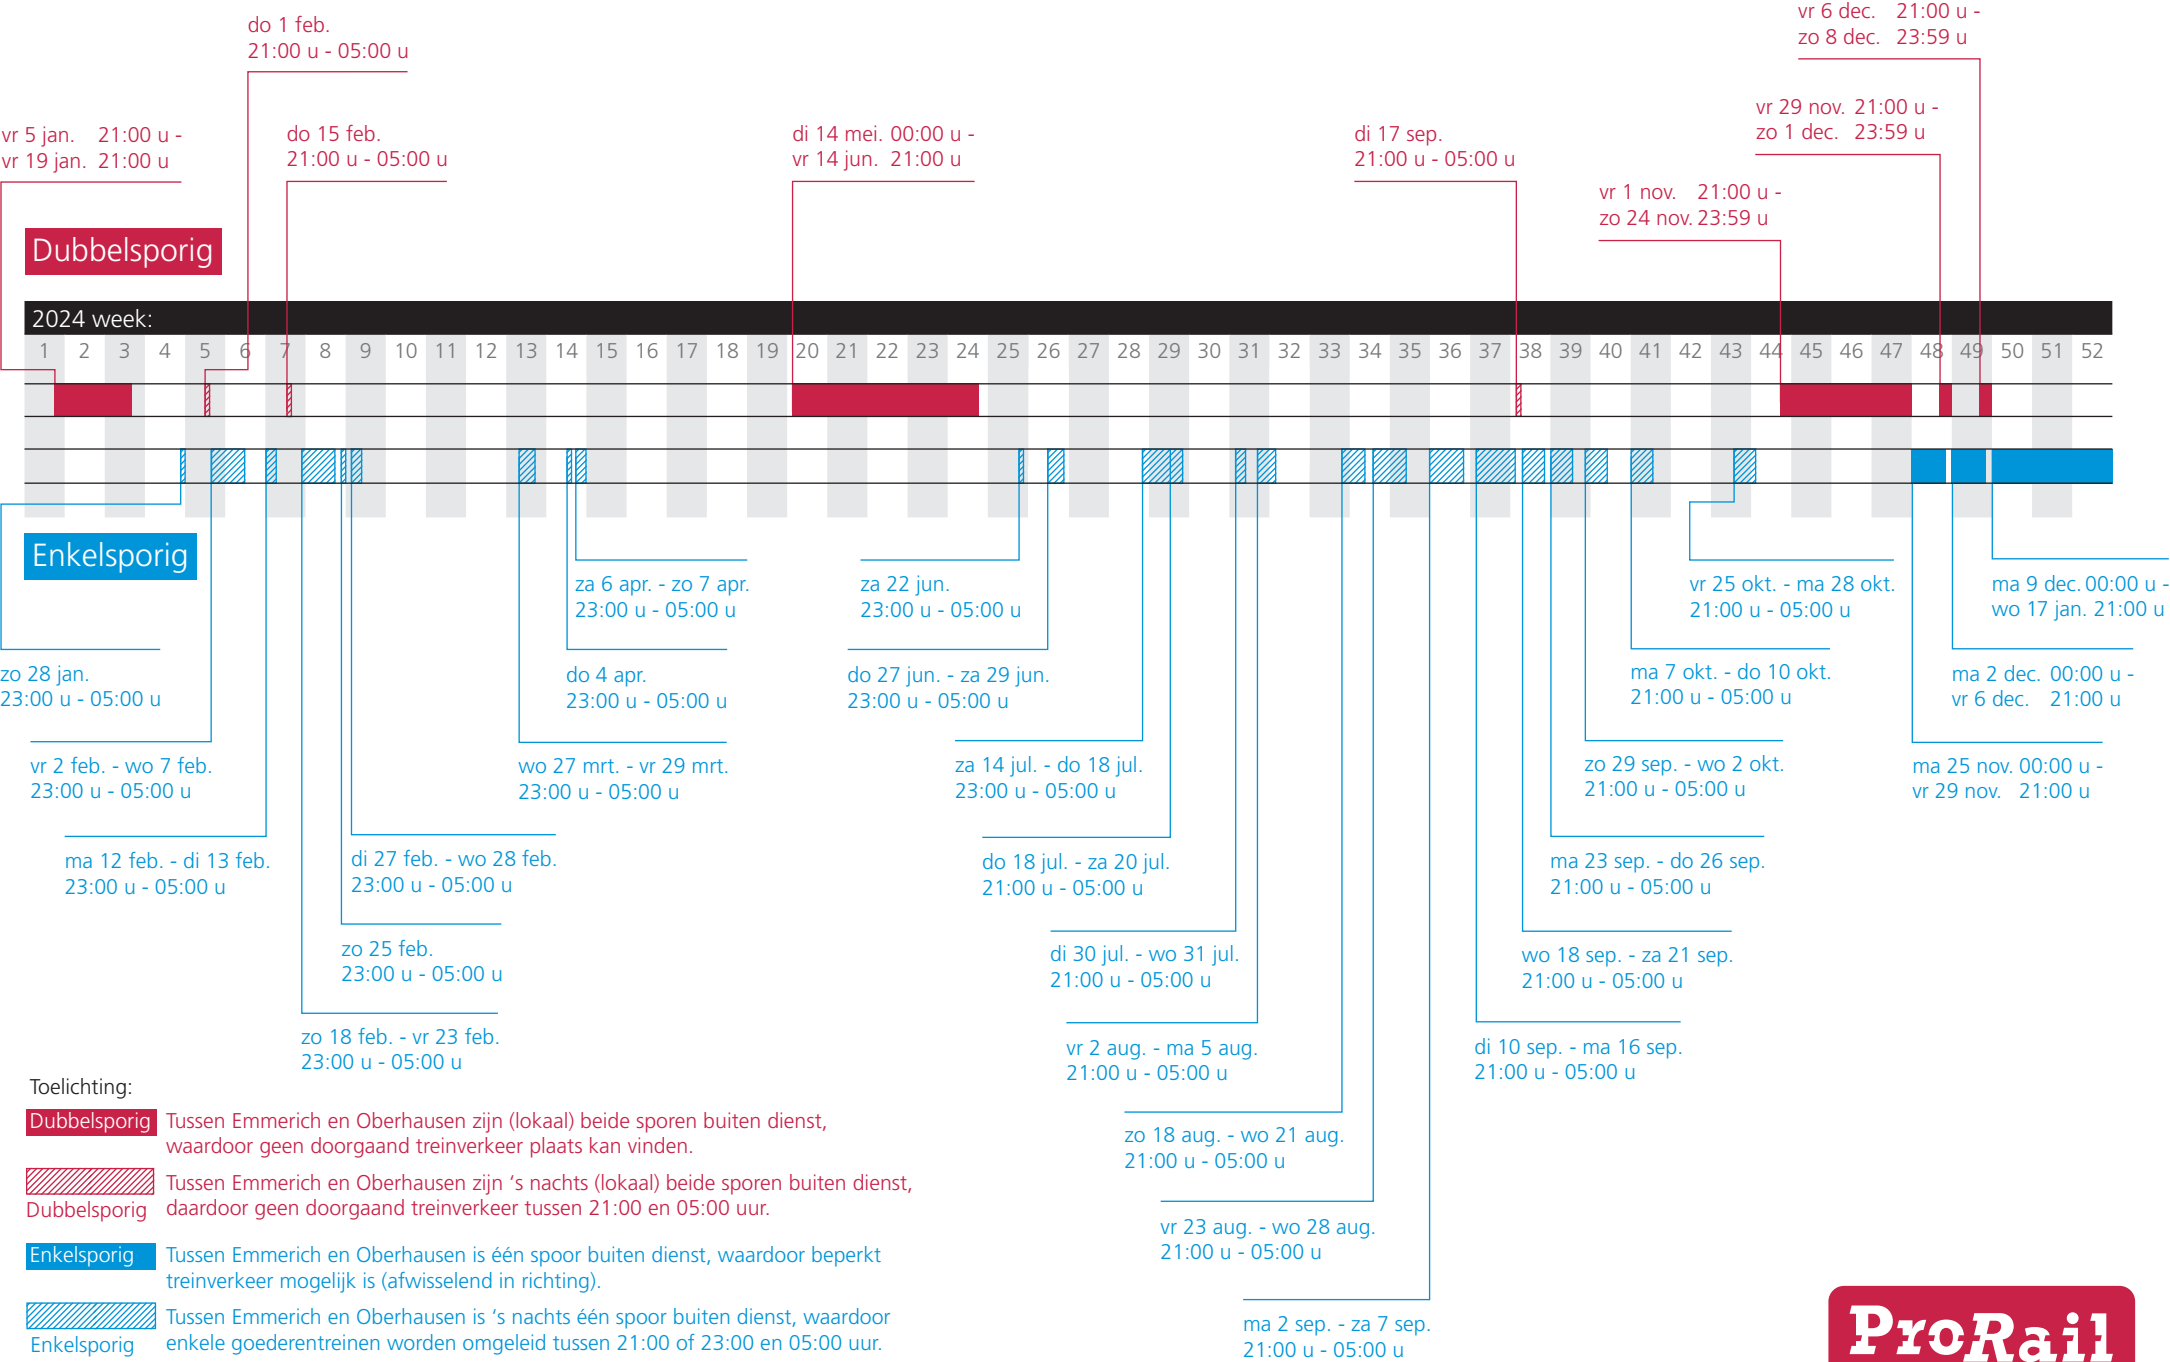 vr 6 dec. 21:00 u -
zo 8 dec. 23:59 u
do 1 feb.
21:00 u - 05:00 u
vr 29 nov. 21:00 u -
zo 1 dec. 23:59 u
vr 5 jan. 21:00 u -
vr 19 jan. 21:00 u
do 15 feb.
21:00 u - 05:00 u
di 14 mei. 00:00 u -
vr 14 jun. 21:00 u
di 17 sep.
21:00 u - 05:00 u
vr 1 nov. 21:00 u -
zo 24 nov. 23:59 u
Dubbelsporig
2024 week:
1 2 3 4 5 6 7 8 9 10 11 12 13 14 15 16 17 18 19 20 21 22 23 24 25 26 27 28 29 30 31 32 33 34 35 36 37 38 39 40 41 42 43 44 45 46 47 48 49 50 51 52
Enkelsporig
za 6 apr. - zo 7 apr.
23:00 u - 05:00 u
za 22 jun.
23:00 u - 05:00 u
vr 25 okt. - ma 28 okt.
21:00 u - 05:00 u
ma 9 dec. 00:00 u -
wo 17 jan. 21:00 u
zo 28 jan.
23:00 u - 05:00 u
do 4 apr.
23:00 u - 05:00 u
do 27 jun. - za 29 jun.
23:00 u - 05:00 u
ma 7 okt. - do 10 okt.
21:00 u - 05:00 u
ma 2 dec. 00:00 u -
vr 6 dec. 21:00 u
vr 2 feb. - wo 7 feb.
23:00 u - 05:00 u
wo 27 mrt. - vr 29 mrt.
23:00 u - 05:00 u
za 14 jul. - do 18 jul.
23:00 u - 05:00 u
zo 29 sep. - wo 2 okt.
21:00 u - 05:00 u
ma 25 nov. 00:00 u -
vr 29 nov. 21:00 u
ma 12 feb. - di 13 feb.
23:00 u - 05:00 u
di 27 feb. - wo 28 feb.
23:00 u - 05:00 u
do 18 jul. - za 20 jul.
21:00 u - 05:00 u
ma 23 sep. - do 26 sep.
21:00 u - 05:00 u
zo 25 feb.
23:00 u - 05:00 u
di 30 jul. - wo 31 jul.
21:00 u - 05:00 u
wo 18 sep. - za 21 sep.
21:00 u - 05:00 u
zo 18 feb. - vr 23 feb.
23:00 u - 05:00 u
vr 2 aug. - ma 5 aug.
21:00 u - 05:00 u
di 10 sep. - ma 16 sep.
21:00 u - 05:00 u
zo 18 aug. - wo 21 aug.
21:00 u - 05:00 u
vr 23 aug. - wo 28 aug.
21:00 u - 05:00 u
ma 2 sep. - za 7 sep.
21:00 u - 05:00 u
Toelichting:
Dubbelsporig Tussen Emmerich en Oberhausen zijn (lokaal) beide sporen buiten dienst,
waardoor geen doorgaand treinverkeer plaats kan vinden.
Tussen Emmerich en Oberhausen zijn ‘s nachts (lokaal) beide sporen buiten dienst,
Dubbelsporig daardoor geen doorgaand treinverkeer tussen 21:00 en 05:00 uur.
Enkelsporig Tussen Emmerich en Oberhausen is één spoor buiten dienst, waardoor beperkt
treinverkeer mogelijk is (afwisselend in richting).
Tussen Emmerich en Oberhausen is ‘s nachts één spoor buiten dienst, waardoor
Enkelsporig enkele goederentreinen worden omgeleid tussen 21:00 of 23:00 en 05:00 uur.
ProRail